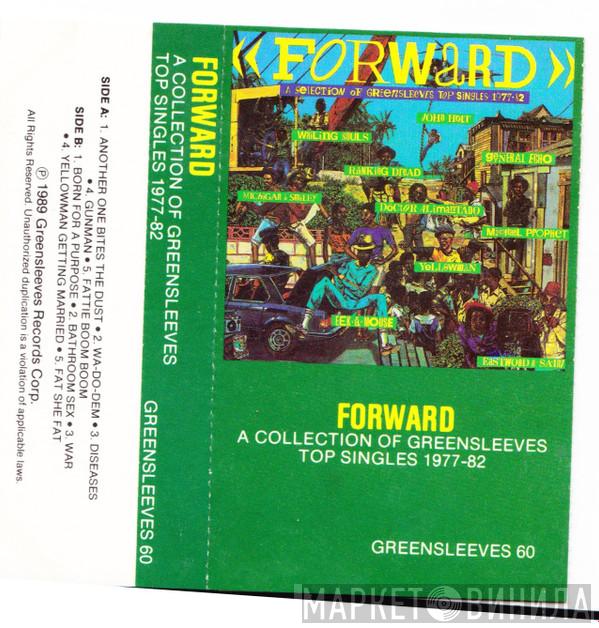 SIDE A: 1. ANOTHER ONE BITES THE DUST • 2. WA-DO-DEM • 3. DISEASES
• 4. GUNMAN • 5. FATTIE BOOM BOOM
SIDE B: 1. BORN FOR A PURPOSE • 2. BATHROOM SEX • 3. WAR
• 4. YELLOWMAN GETTING MARRIED • 5. FAT SHE FAT
℗ 1989 Greensleeves Records Corp.
All Rights Reserved. Unauthorized duplication is a violation of applicable laws.
FORWARD
A COLLECTION OF GREENSLEEVES
TOP SINGLES 1977-82
GREENSLEEVES 60
« FORWARD »
A SELECTION OF GREENSLEEVES TOP SINGLES 1977-82
JOHN HOLT
WAILING SOULS
GENERAL ECHO
RANKING DREAD
MICHIGAN & SMILEY
DOCTOR ALIMANTADO
MICHAEL PROPHET
YELLOWMAN
EEK-A-MOUSE
EASTWOOD & SAINT
FORWARD
A COLLECTION OF GREENSLEEVES
TOP SINGLES 1977-82
GREENSLEEVES 60
МАРКЕТ ВИНИЛА